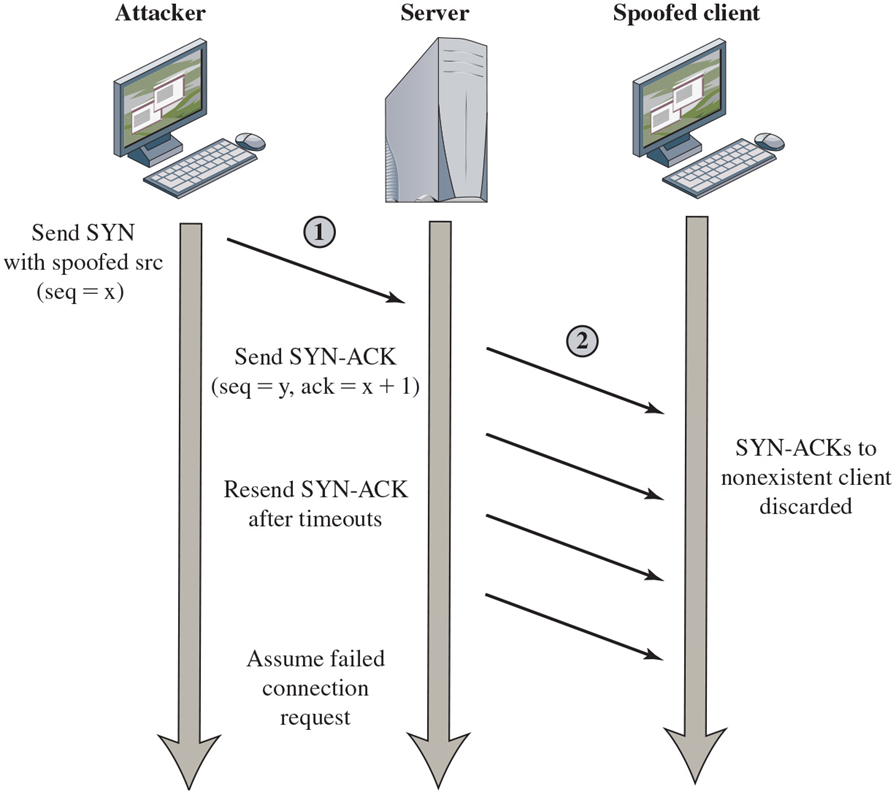 Attacker
Server
Spoofed client
Send SYN
with spoofed src
(seq = x)
1
Send SYN-ACK
(seq = y, ack = x + 1)
2
SYN-ACKs to
nonexistent client
discarded
Resend SYN-ACK
after timeouts
Assume failed
connection
request